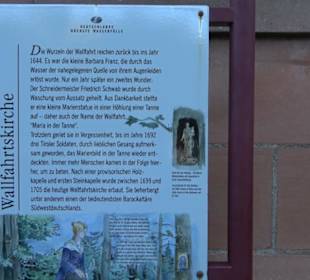 DEUTSCHLANDS
HÖCHSTE WASSERFÄLLE
Wallfahrtskirche
Die Wurzeln der Wallfahrt reichen zurück bis ins Jahr
1644. Es war die kleine Barbara Franz, die durch das
Wasser der nahegelegenen Quelle von ihrem Augenleiden
erlöst wurde. Nur ein Jahr später ein zweites Wunder.
Der Schneidermeister Friedrich Schwab wurde durch
Waschung vom Aussatz geheilt. Aus Dankbarkeit stellte
er eine kleine Marienstatue in einer Höhlung einer Tanne
auf – daher auch der Name der Wallfahrt,
"Maria in der Tanne".
Trotzdem geriet sie in Vergessenheit, bis im Jahre 1692
drei Tiroler Soldaten, durch lieblichen Gesang aufmerk-
sam geworden, das Marienbild in der Tanne wieder ent-
deckten. Immer mehr Menschen kamen in der Folge hier-
her, um zu beten. Nach einer provisorischen Holz-
kapelle und ersten Steinkapelle wurde zwischen 1699 und
1705 die heutige Wallfahrtskirche erbaut. Sie beherbergt
unter anderem einen der bedeutendsten Barockaltäre
Südwestdeutschlands.